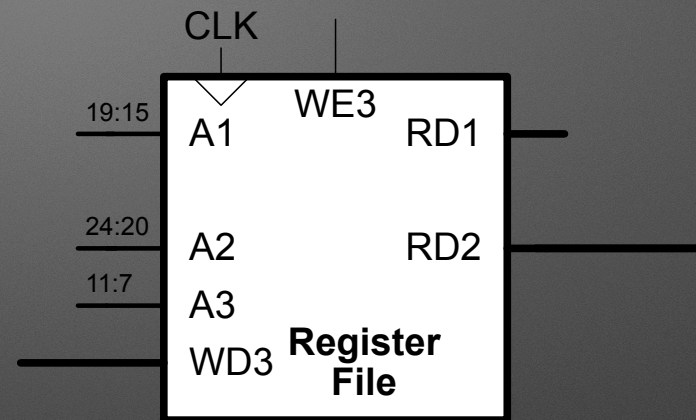 CLK
WE3
19:15
A1
RD1
24:20
A2
RD2
11:7
A3
WD3
Register
File